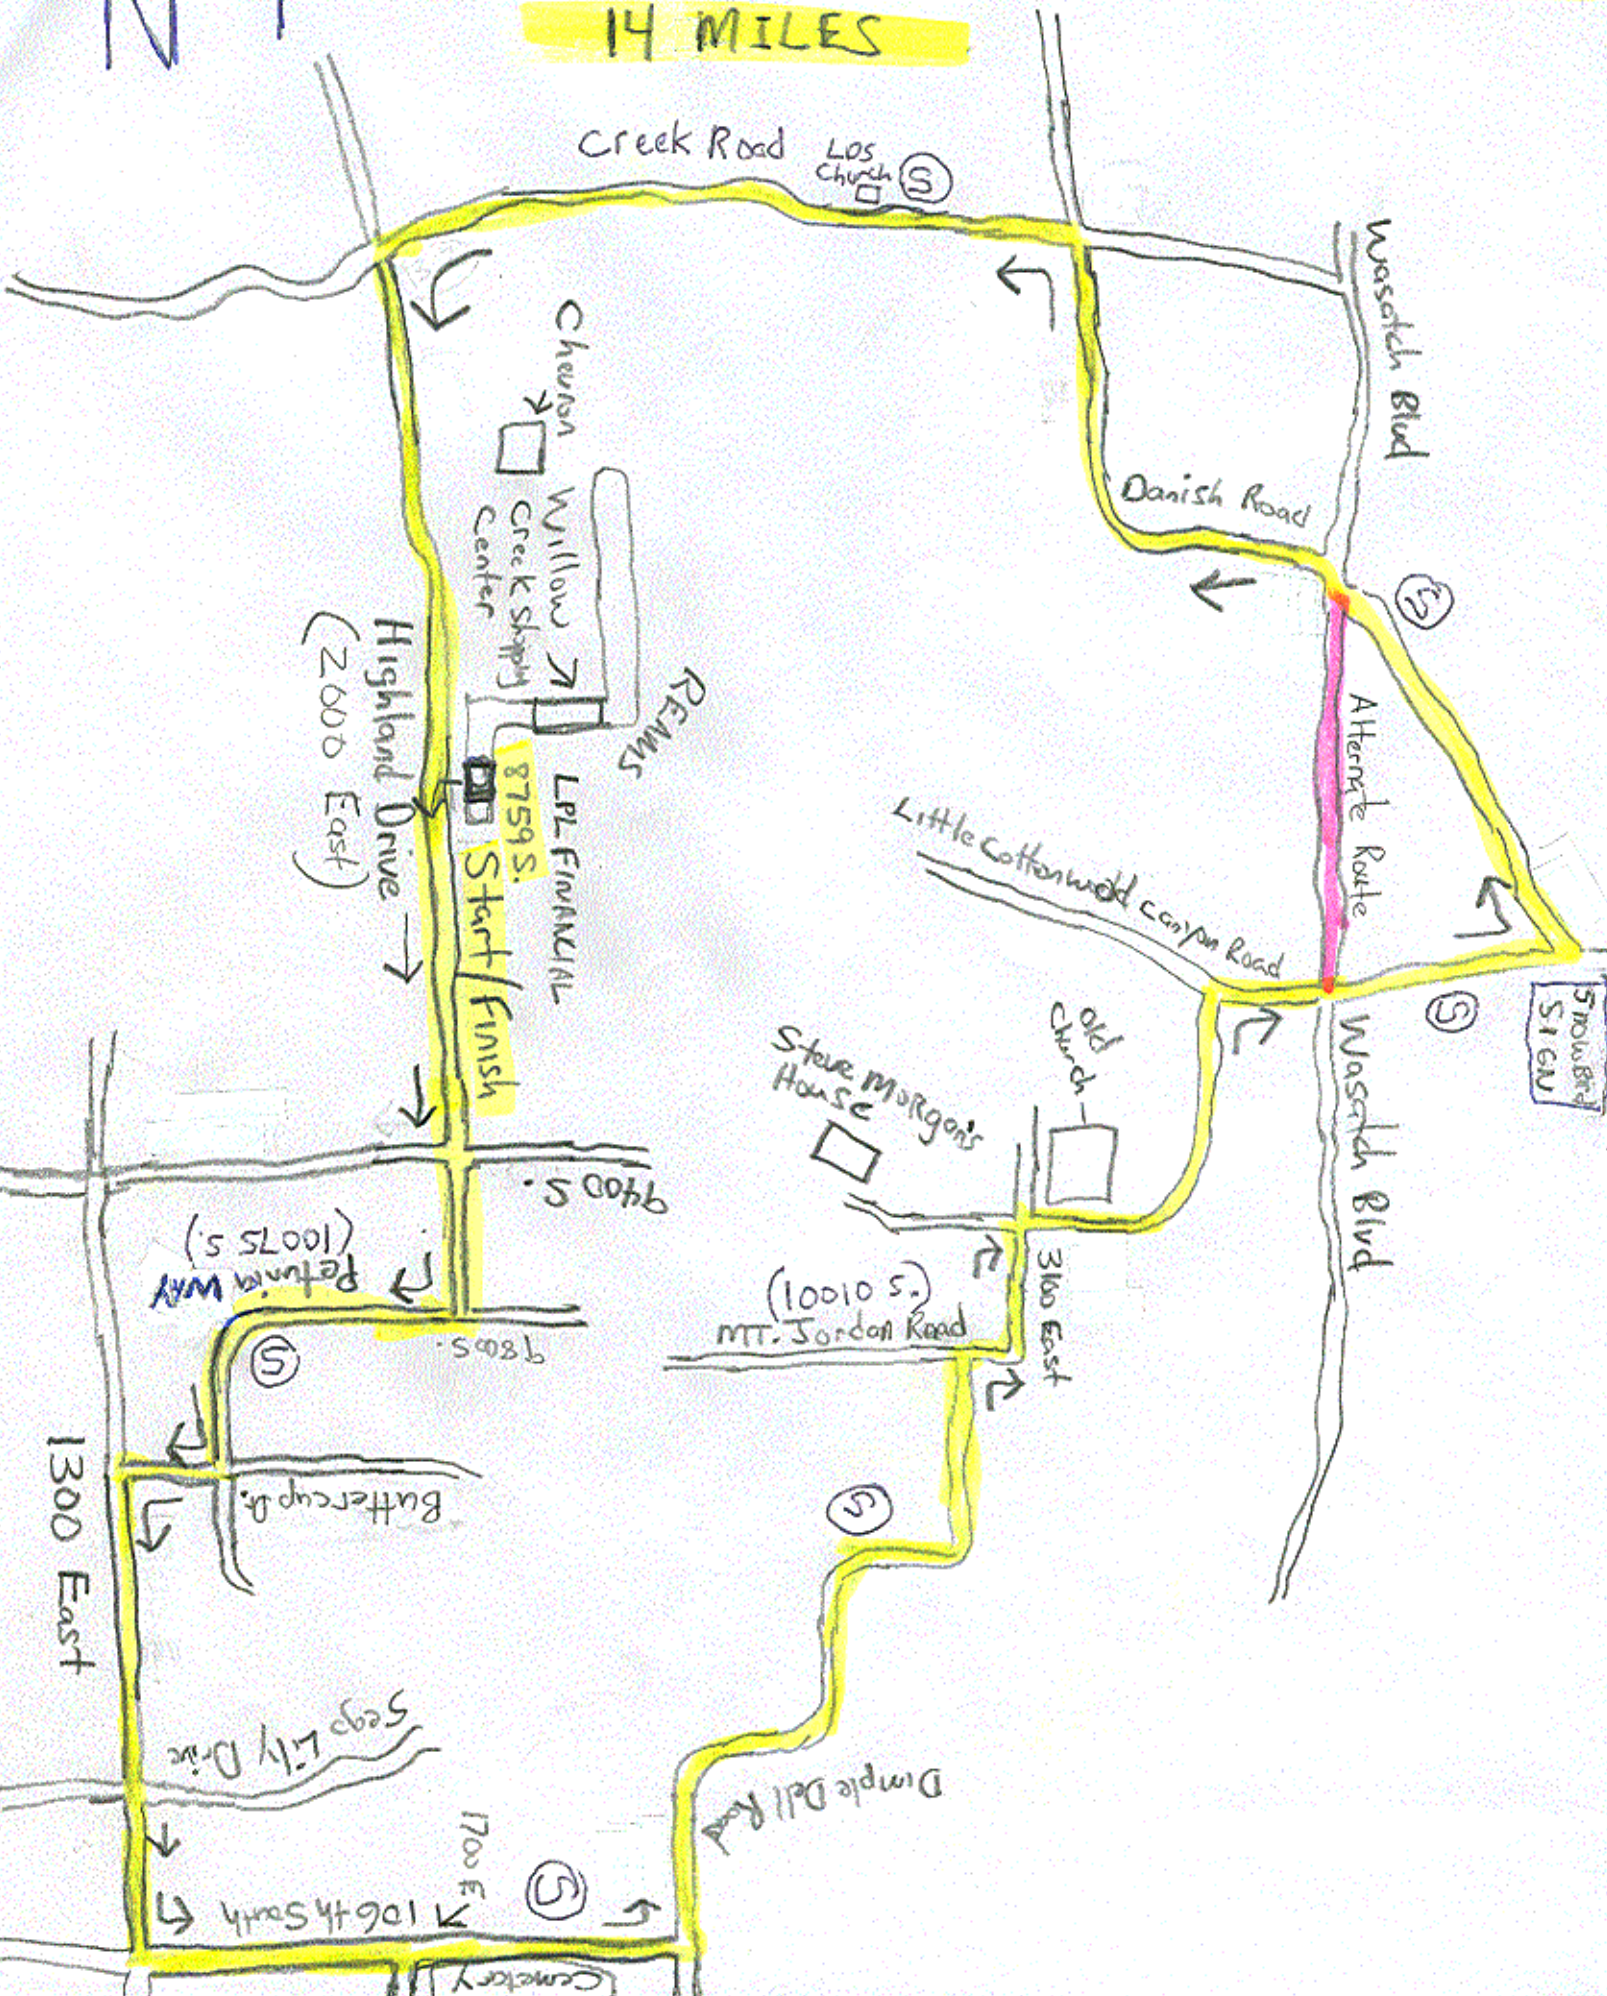 N ↑
14 MILES
Creek Road
LDS
Church
S
Wasatch Blvd
Chevron
Willow
Creek Shopping
Center
REAMS
Danish Road
S
Highland Drive
(2000 East)
8759 S.
LPL FINANCIAL
Start/Finish
Alternate Route
Little Cottonwood Canyon Road
S
Snowbird
SIGN
Wasatch Blvd
Old
Church
Steve Morgan's
House
9400 S.
Petunia WAY
(10075 S.)
9800 S.
S
3100 East
(10010 S.)
MT. Jordan Road
Buttercup Dr.
1300 East
S
Sego Lily Drive
Dimple Dell Road
1700 E
106th South
S
Cemetary